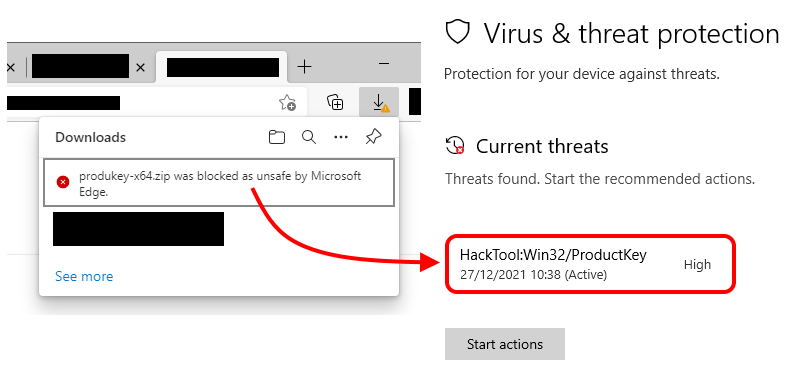 Downloads
produkey-x64.zip was blocked as unsafe by Microsoft
Edge.
See more
Virus & threat protection
Protection for your device against threats.
Current threats
Threats found. Start the recommended actions.
HackTool:Win32/ProductKey
27/12/2021 10:38 (Active)
High
Start actions